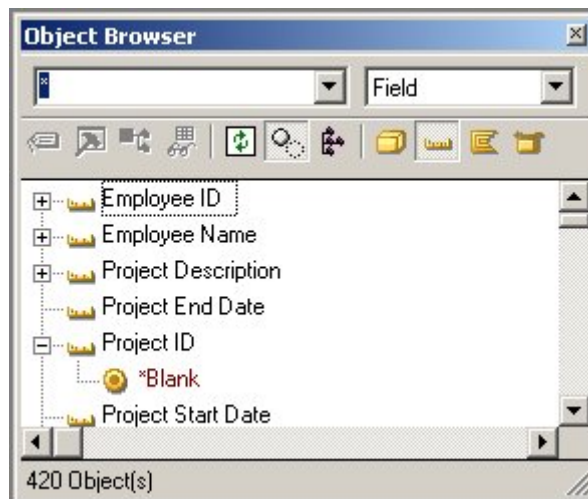 Object Browser
*
Field
Employee ID
Employee Name
Project Description
Project End Date
Project ID
*Blank
Project Start Date
420 Object(s)